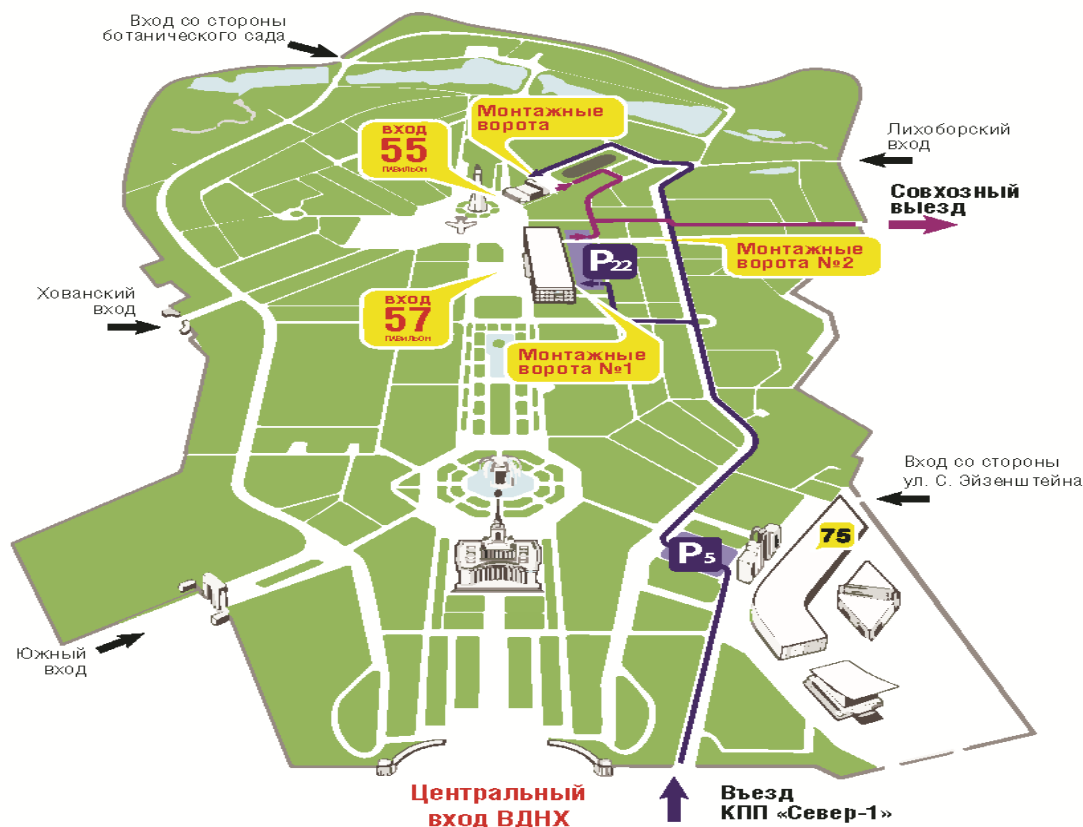 Вход со стороны
ботанического сада
Монтажные
ворота
вход
55
павильон
Лихоборский
вход
Совхозный
выезд
Монтажные
ворота №2
P22
Хованский
вход
вход
57
павильон
Монтажные
ворота №1
Вход со стороны
ул. С. Эйзенштейна
75
P5
Южный
вход
Центральный
вход ВДНХ
Въезд
КПП «Север-1»